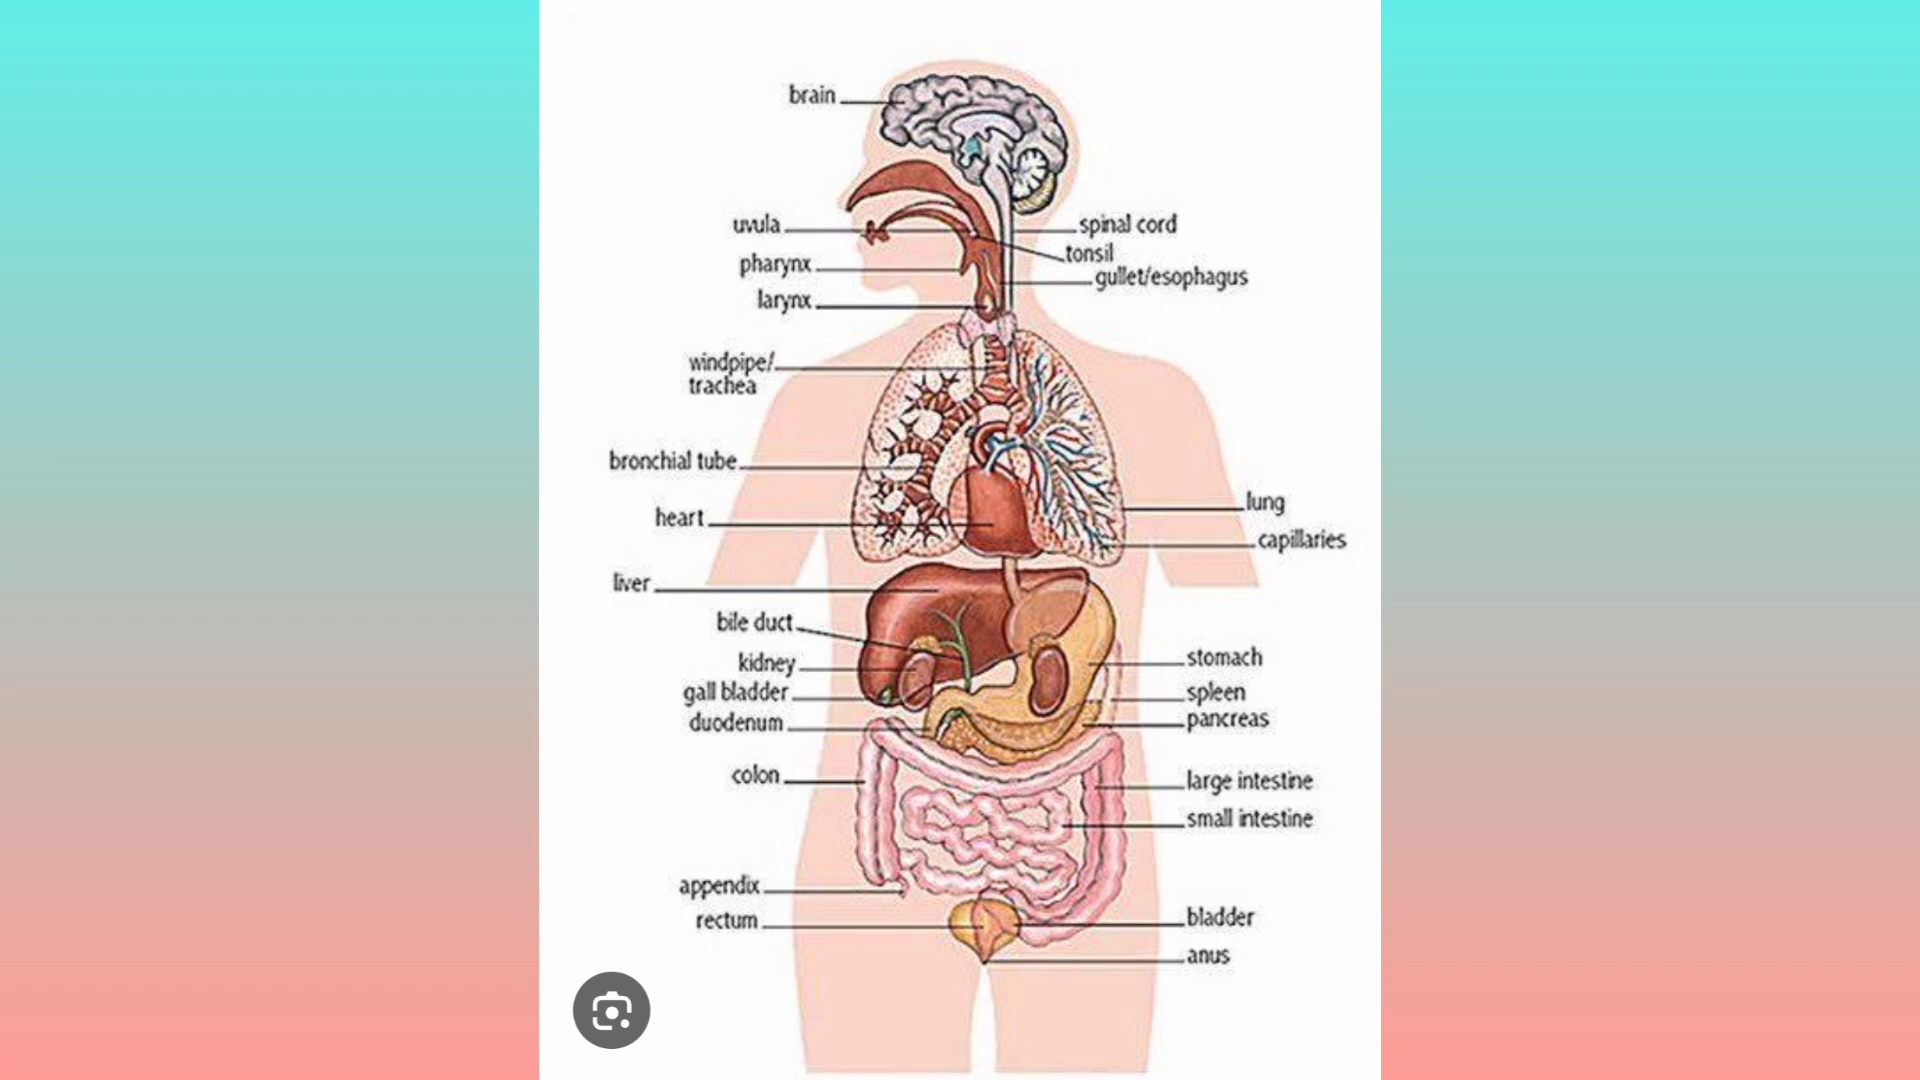 brain
uvula
spinal cord
tonsil
pharynx
gullet/esophagus
larynx
windpipe/
trachea
bronchial tube
lung
heart
capillaries
liver
bile duct
stomach
kidney
gall bladder
spleen
duodenum
pancreas
colon
large intestine
small intestine
appendix
rectum
bladder
anus